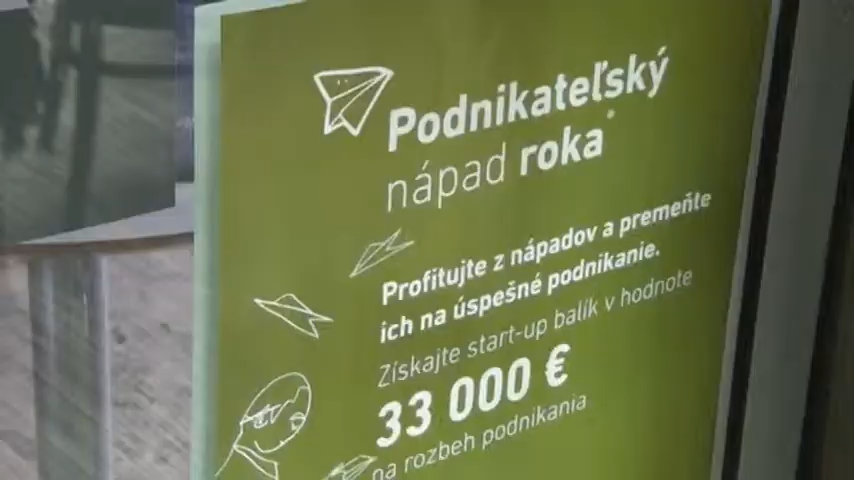 Podnikateľský
nápad roka
Profitujte z nápadov a premeňte
ich na úspešné podnikanie.
Získajte start-up balík v hodnote
33 000 €
na rozbeh podnikania